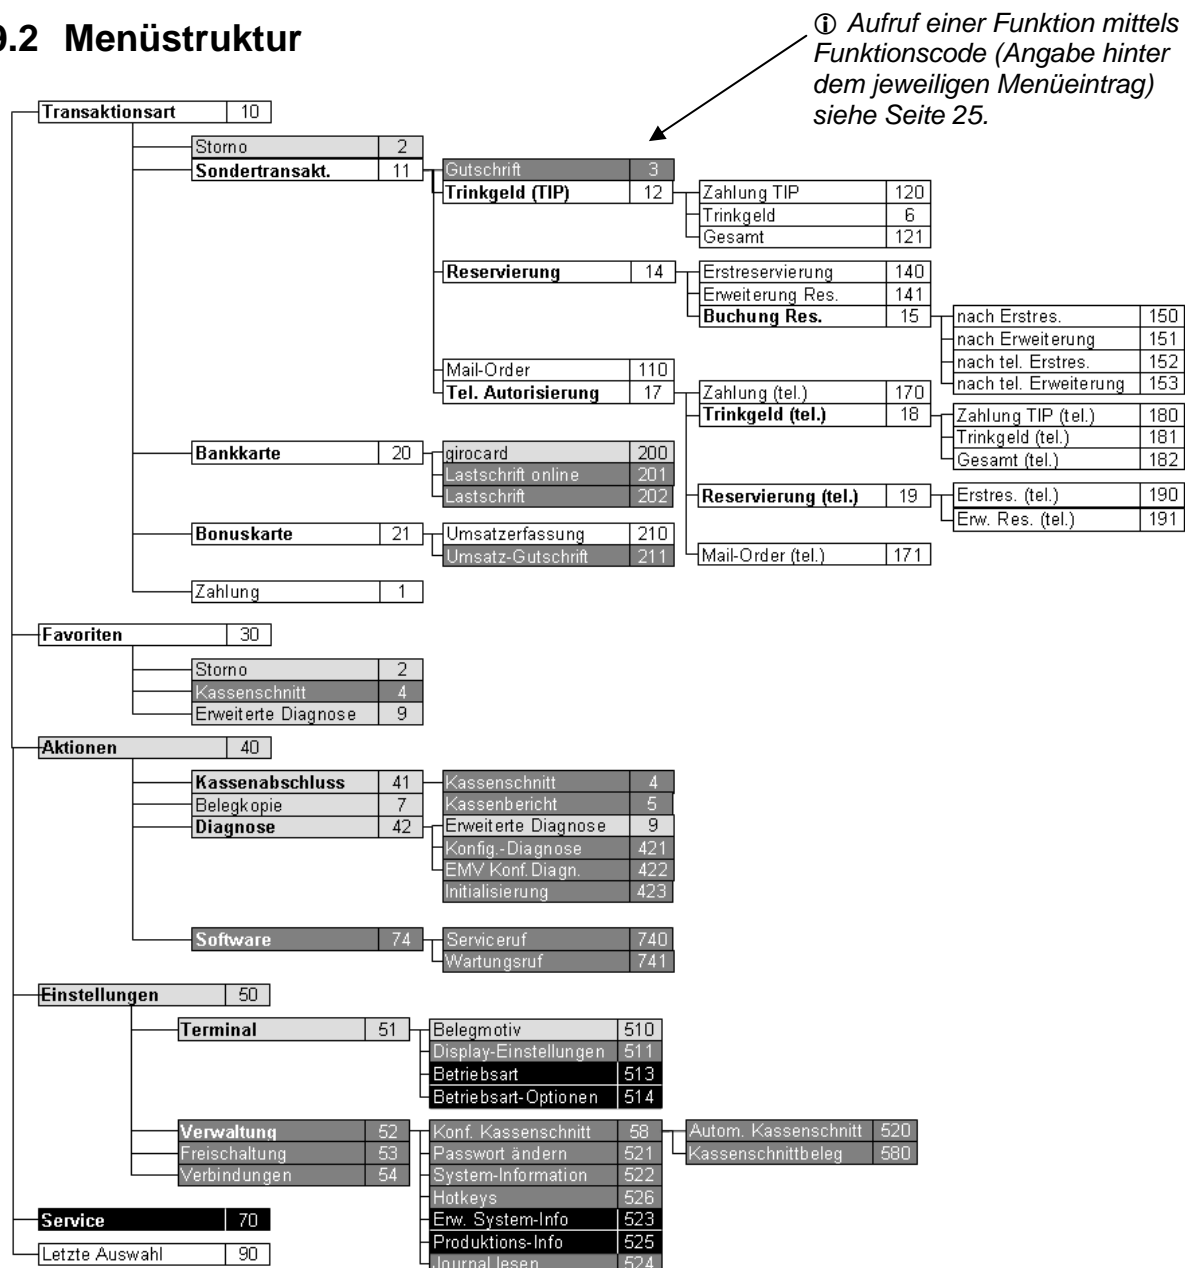 9.2 Menüstruktur
🛈 Aufruf einer Funktion mittels
Funktionscode (Angabe hinter
dem jeweiligen Menüeintrag)
siehe Seite 25.
Transaktionsart 10
Storno 2
Sondertransakt. 11
Gutschrift 3
Trinkgeld (TIP) 12
Zahlung TIP 120
Trinkgeld 6
Gesamt 121
Reservierung 14
Erstreservierung 140
Erweiterung Res. 141
Buchung Res. 15
nach Erstres. 150
nach Erweiterung 151
nach tel. Erstres. 152
nach tel. Erweiterung 153
Mail-Order 110
Tel. Autorisierung 17
Zahlung (tel.) 170
Trinkgeld (tel.) 18
Zahlung TIP (tel.) 180
Trinkgeld (tel.) 181
Gesamt (tel.) 182
Reservierung (tel.) 19
Erstres. (tel.) 190
Erw. Res. (tel.) 191
Mail-Order (tel.) 171
Bankkarte 20
girocard 200
Lastschrift online 201
Lastschrift 202
Bonuskarte 21
Umsatzerfassung 210
Umsatz-Gutschrift 211
Zahlung 1
Favoriten 30
Storno 2
Kassenschnitt 4
Erweiterte Diagnose 9
Aktionen 40
Kassenabschluss 41
Kassenschnitt 4
Kassenbericht 5
Belegkopie 7
Diagnose 42
Erweiterte Diagnose 9
Konfig.-Diagnose 421
EMV Konf.Diagn. 422
Initialisierung 423
Software 74
Serviceruf 740
Wartungsruf 741
Einstellungen 50
Terminal 51
Belegmotiv 510
Display-Einstellungen 511
Betriebsart 513
Betriebsart-Optionen 514
Verwaltung 52
Freischaltung 53
Verbindungen 54
Konf. Kassenschnitt 58
Autom. Kassenschnitt 520
Kassenschnittbeleg 580
Passwort ändern 521
System-Information 522
Hotkeys 526
Erw. System-Info 523
Produktions-Info 525
Journal lesen 524
Service 70
Letzte Auswahl 90